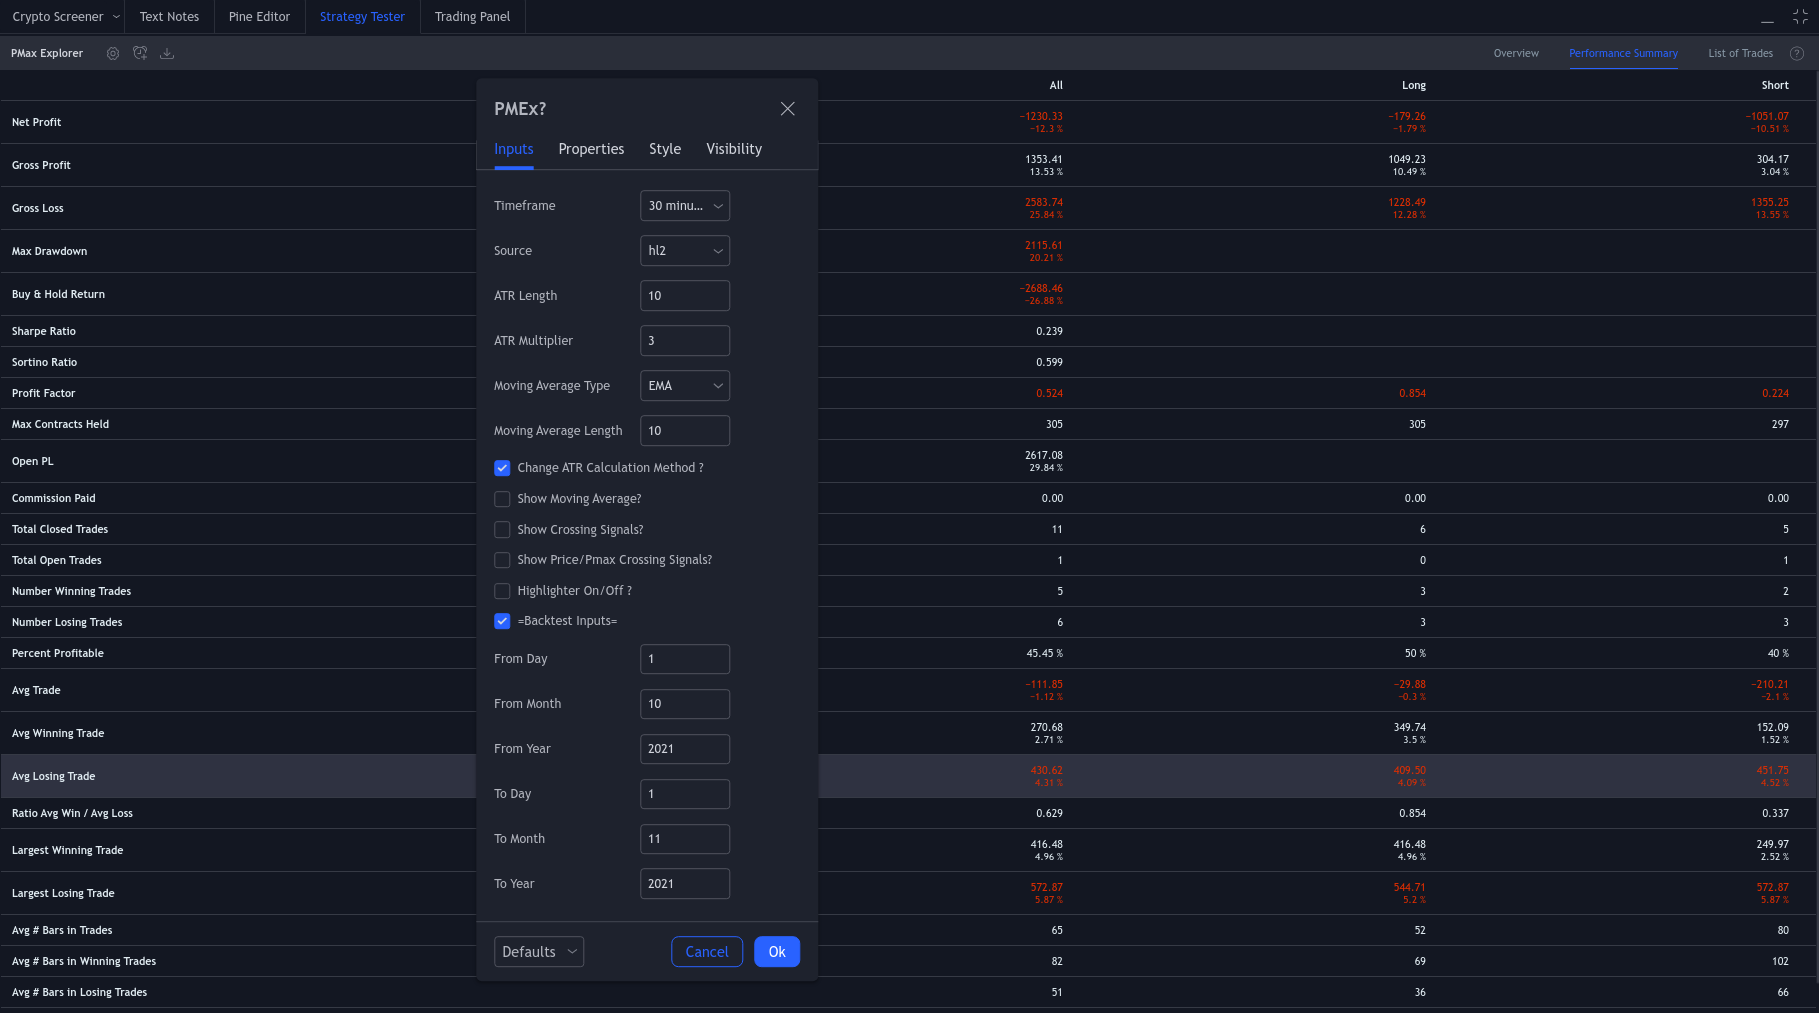 Crypto Screener Text Notes Pine Editor Strategy Tester Trading Panel
PMax Explorer Overview Performance Summary List of Trades ?
All Long Short
Net Profit −1230.33 −179.26 −1051.07
−12.3 % −1.79 % −10.51 %
Gross Profit 1353.41 1049.23 304.17
13.53 % 10.49 % 3.04 %
Gross Loss 2583.74 1228.49 1355.25
25.84 % 12.28 % 13.55 %
Max Drawdown 2115.61
20.21 %
Buy & Hold Return −2688.46
−26.88 %
Sharpe Ratio 0.239
Sortino Ratio 0.599
Profit Factor 0.524 0.854 0.224
Max Contracts Held 305 305 297
Open PL 2617.08
29.84 %
Commission Paid 0.00 0.00 0.00
Total Closed Trades 11 6 5
Total Open Trades 1 0 1
Number Winning Trades 5 3 2
Number Losing Trades 6 3 3
Percent Profitable 45.45 % 50 % 40 %
Avg Trade −111.85 −29.88 −210.21
−1.12 % −0.3 % −2.1 %
Avg Winning Trade 270.68 349.74 152.09
2.71 % 3.5 % 1.52 %
Avg Losing Trade 430.62 409.50 451.75
4.31 % 4.09 % 4.52 %
Ratio Avg Win / Avg Loss 0.629 0.854 0.337
Largest Winning Trade 416.48 416.48 249.97
4.96 % 4.96 % 2.52 %
Largest Losing Trade 572.87 544.71 572.87
5.87 % 5.2 % 5.87 %
Avg # Bars in Trades 65 52 80
Avg # Bars in Winning Trades 82 69 102
Avg # Bars in Losing Trades 51 36 66
PMEx?
Inputs Properties Style Visibility
Timeframe 30 minu...
Source hl2
ATR Length 10
ATR Multiplier 3
Moving Average Type EMA
Moving Average Length 10
Change ATR Calculation Method ?
Show Moving Average?
Show Crossing Signals?
Show Price/Pmax Crossing Signals?
Highlighter On/Off ?
=Backtest Inputs=
From Day 1
From Month 10
From Year 2021
To Day 1
To Month 11
To Year 2021
Defaults Cancel Ok